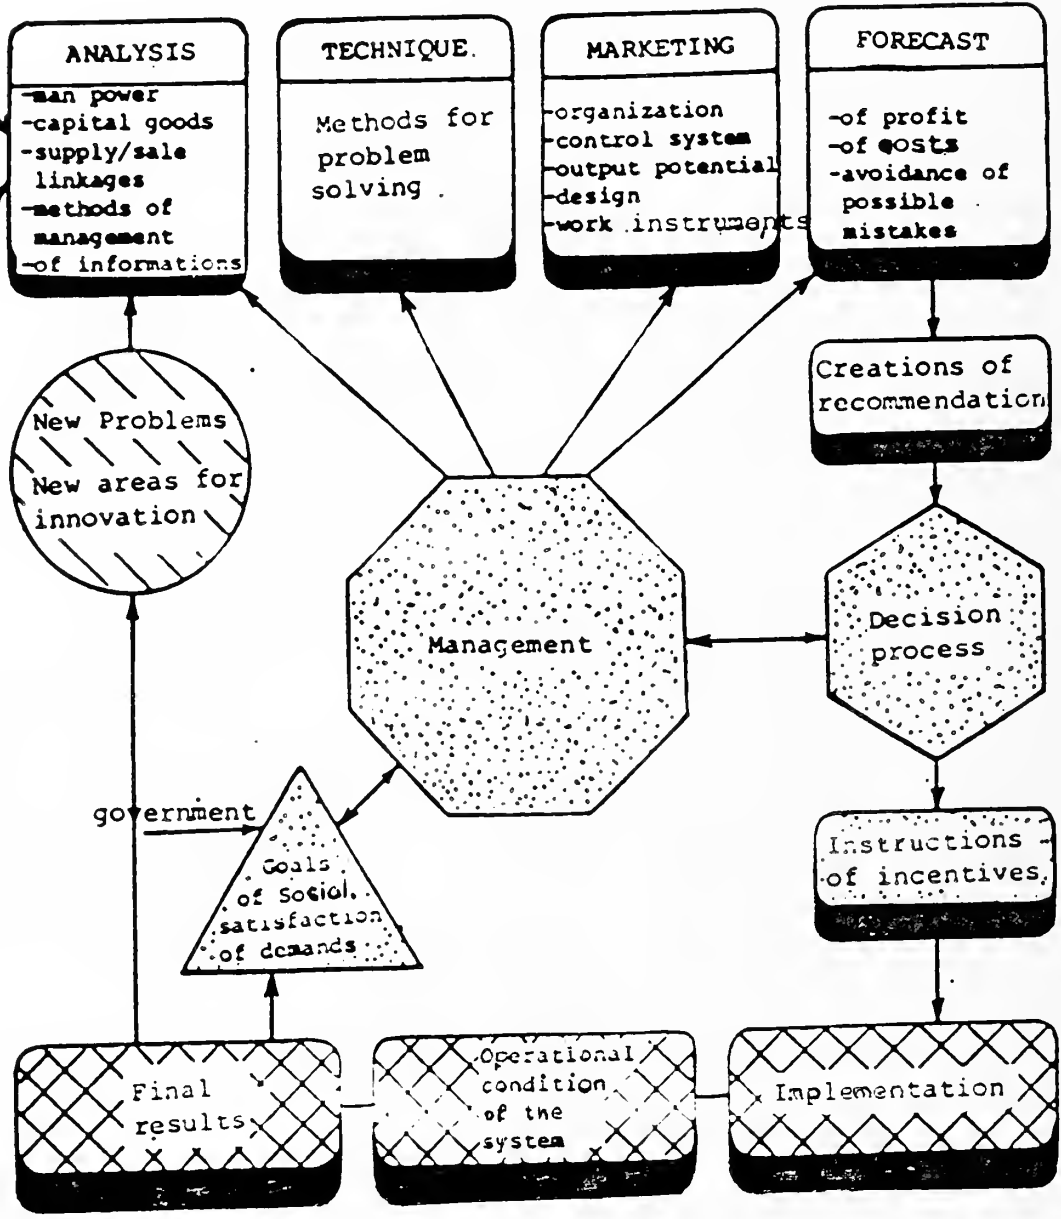 ANALYSIS
-man power
-capital goods
-supply/sale
linkages
-methods of
management
-of informations
TECHNIQUE.
Methods for
problem
solving .
MARKETING
-organization
-control system
-output potential
-design
-work .instruments
FORECAST
-of profit
-of costs
-avoidance of
possible
mistakes
Creations of
recommendation
New Problems
New areas for
innovation
Management
Decision
process
government
Goals
of Social
satisfaction
of demands
Instructions
of incentives
Final
results
Operational
condition
of the
system
Implementation